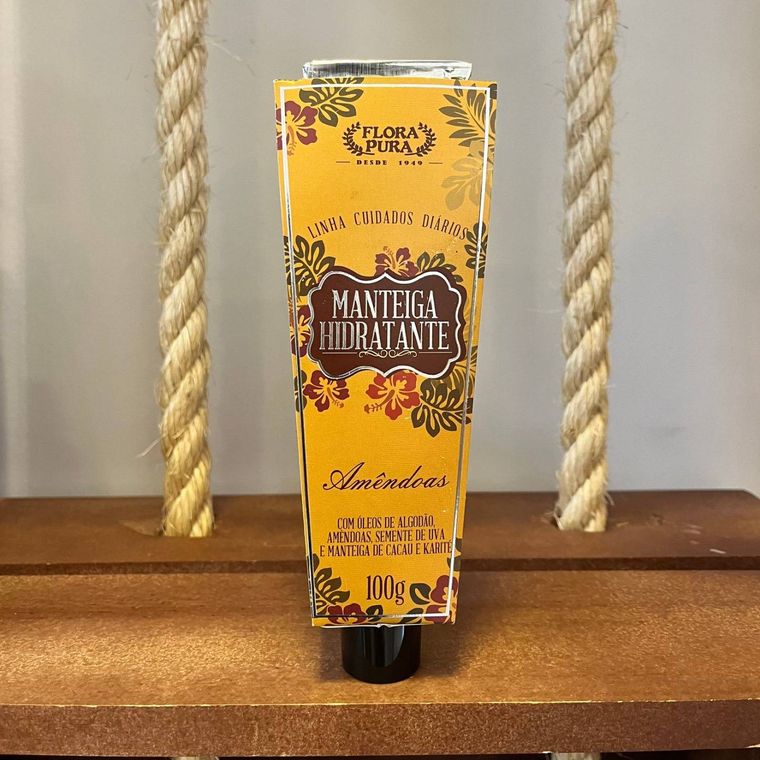 FLORA
PURA
DESDE 1949
LINHA CUIDADOS DIÁRIOS
MANTEIGA
HIDRATANTE
Amêndoas
COM ÓLEOS DE ALGODÃO,
AMÊNDOAS, SEMENTE DE UVA
E MANTEIGA DE CACAU E KARITÉ
100g